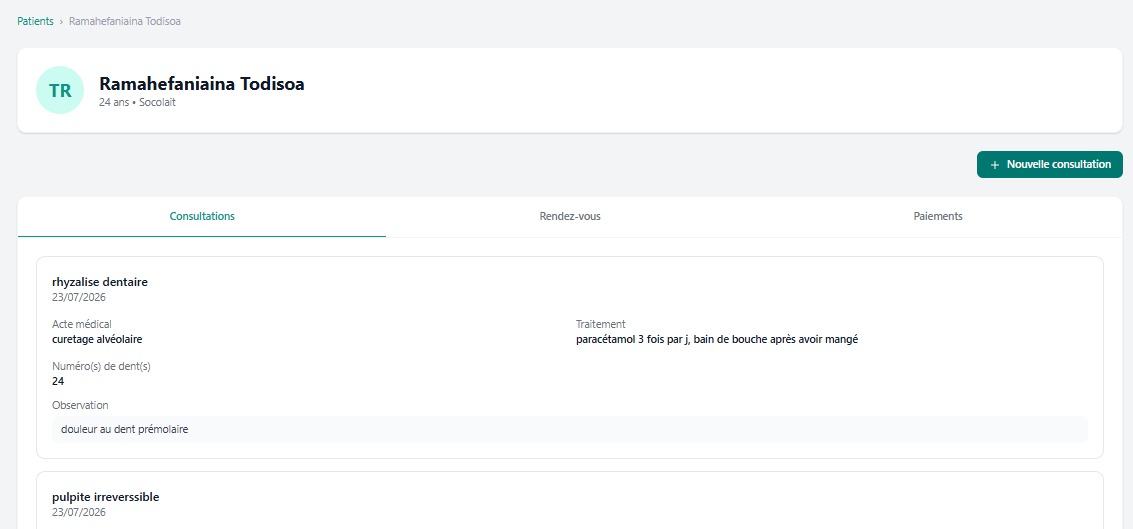 Patients › Ramahefaniaina Todisoa
TR
Ramahefaniaina Todisoa
24 ans • Socolait
+ Nouvelle consultation
Consultations
Rendez-vous
Paiements
rhyzalise dentaire
23/07/2026
Acte médical
curetage alvéolaire
Traitement
paracétamol 3 fois par j, bain de bouche après avoir mangé
Numéro(s) de dent(s)
24
Observation
douleur au dent prémolaire
pulpite irreverssible
23/07/2026